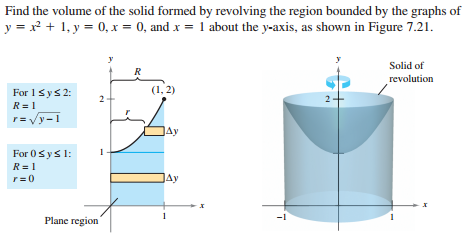 Find the volume of the solid formed by revolving the region bounded by the graphs of
y = x² + 1, y = 0, x = 0, and x = 1 about the y-axis, as shown in Figure 7.21.
For 1 ≤ y ≤ 2:
R = 1
r = √y − 1
For 0 ≤ y ≤ 1:
R = 1
r = 0
y
R
(1, 2)
2
r
Δy
1
Δy
x
1
Plane region
y
Solid of
revolution
2
x
−1
1